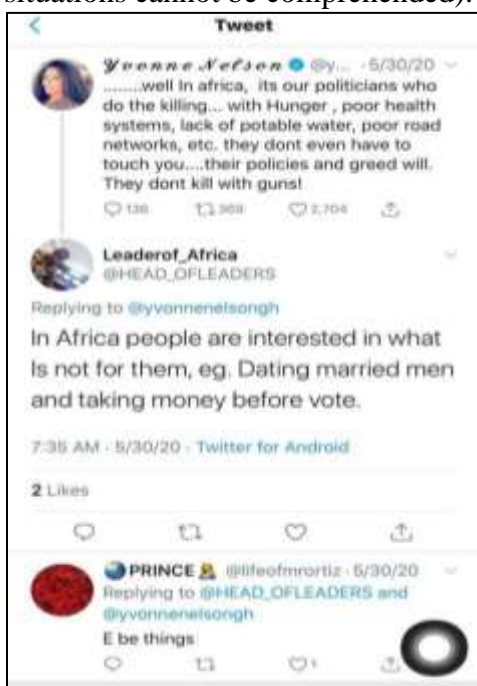 situations cannot be comprehended).
Tweet
Yvonne Nelson @y... · 5/30/20
........well In africa, its our politicians who
do the killing... with Hunger , poor health
systems, lack of potable water, poor road
networks, etc. they dont even have to
touch you....their policies and greed will.
They dont kill with guns!
136 369 2,704
Leaderof_Africa
@HEAD_OFLEADERS
Replying to @yvonnenelsongh
In Africa people are interested in what
Is not for them, eg. Dating married men
and taking money before vote.
7:35 AM · 5/30/20 · Twitter for Android
2 Likes
PRINCE @lifeofmrortiz · 5/30/20
Replying to @HEAD_OFLEADERS and
@yvonnenelsongh
E be things
1